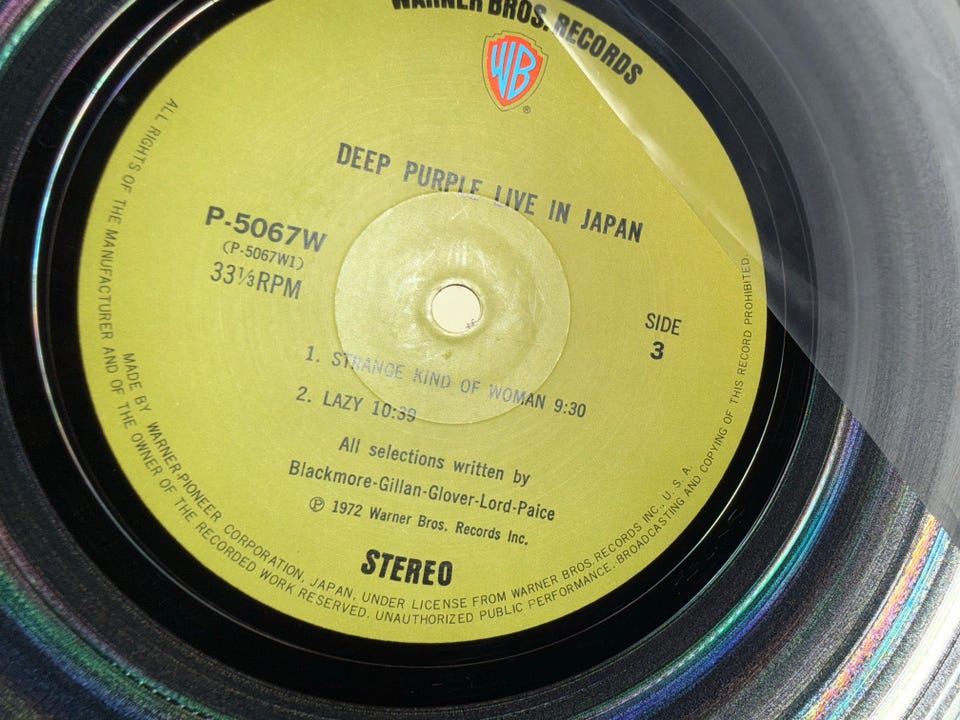 WARNER BROS. RECORDS
WB
®
DEEP PURPLE LIVE IN JAPAN
P-5067W
(P-5067W1)
33⅓RPM
SIDE
3
1. STRANGE KIND OF WOMAN 9:30
2. LAZY 10:39
All selections written by
Blackmore-Gillan-Glover-Lord-Paice
Ⓟ 1972 Warner Bros. Records Inc.
STEREO
MADE BY WARNER-PIONEER CORPORATION, JAPAN, UNDER LICENSE FROM WARNER BROS. RECORDS INC., U. S. A.
ALL RIGHTS OF THE MANUFACTURER AND OF THE OWNER OF THE RECORDED WORK RESERVED. UNAUTHORIZED PUBLIC PERFORMANCE. BROADCASTING AND COPYING OF THIS RECORD PROHIBITED.